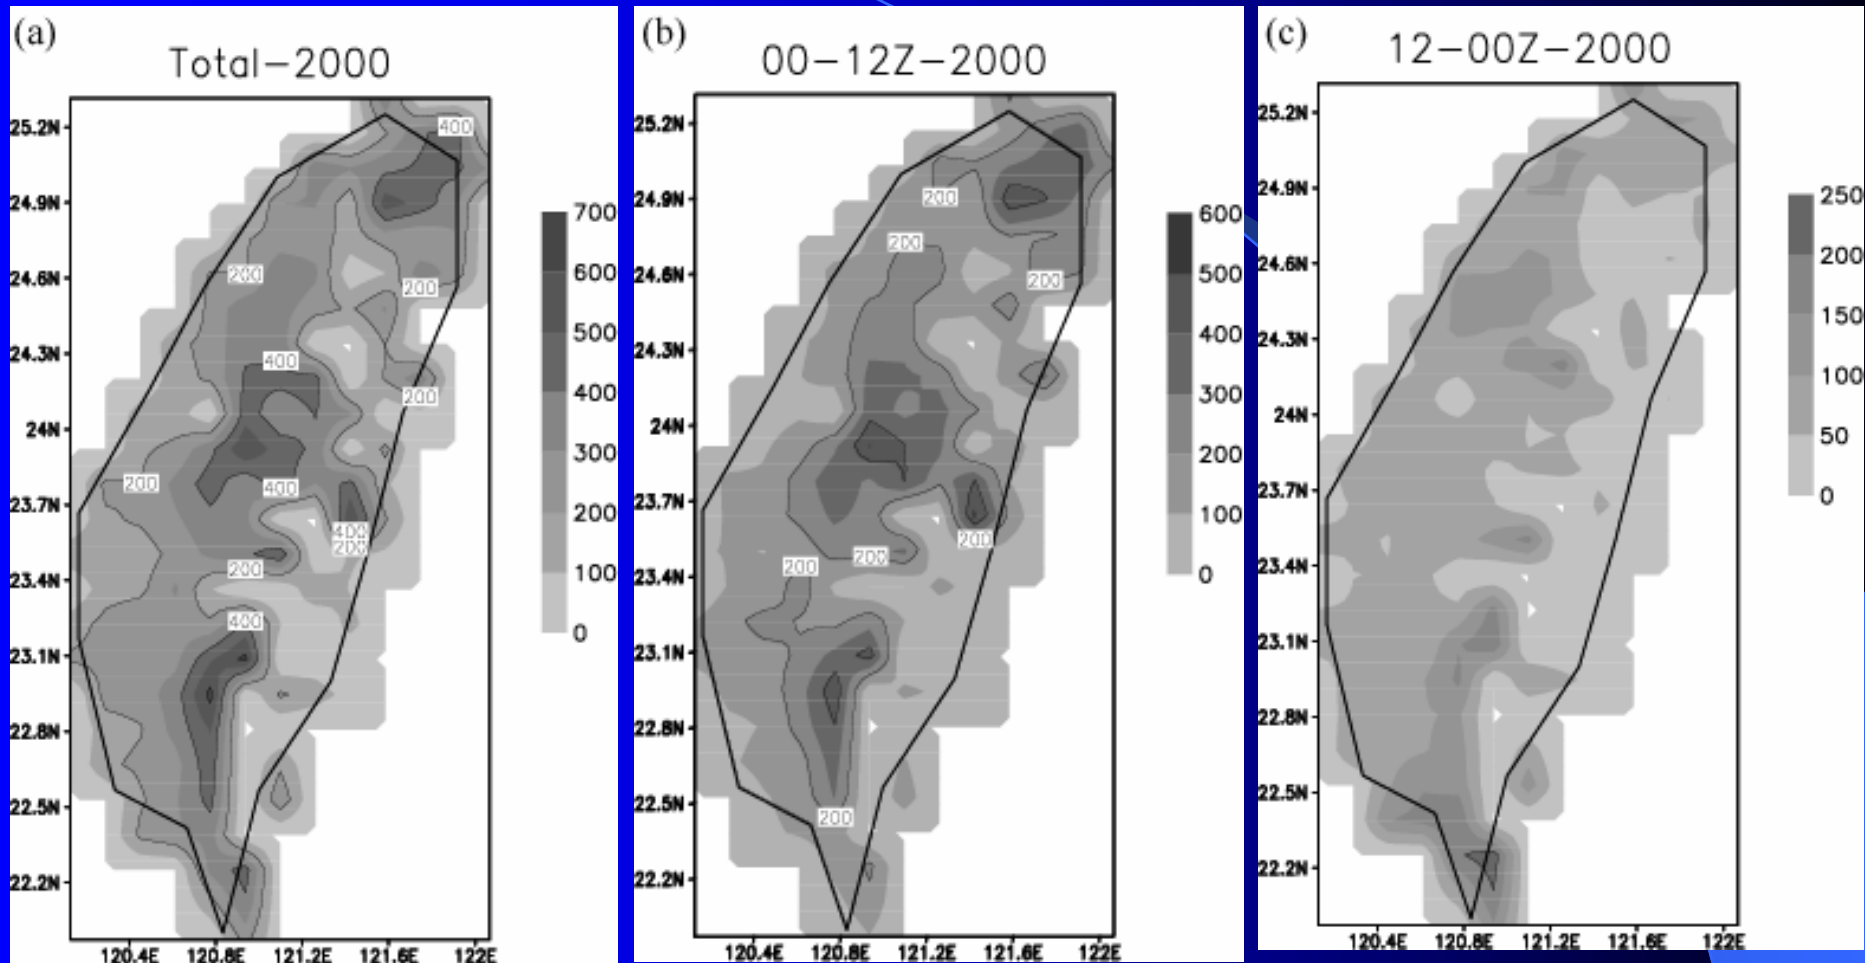 (a)
Total-2000
25.2N
24.9N
24.6N
24.3N
24N
23.7N
23.4N
23.1N
22.8N
22.5N
22.2N
120.4E 120.8E 121.2E 121.6E 122E
400
200
200
400
200
200
400
400
200
200
400
700
600
500
400
300
200
100
0
(b)
00-12Z-2000
25.2N
24.9N
24.6N
24.3N
24N
23.7N
23.4N
23.1N
22.8N
22.5N
22.2N
120.4E 120.8E 121.2E 121.6E 122E
200
200
200
200
200
200
200
600
500
400
300
200
100
0
(c)
12-00Z-2000
25.2N
24.9N
24.6N
24.3N
24N
23.7N
23.4N
23.1N
22.8N
22.5N
22.2N
120.4E 120.8E 121.2E 121.6E 122E
250
200
150
100
50
0